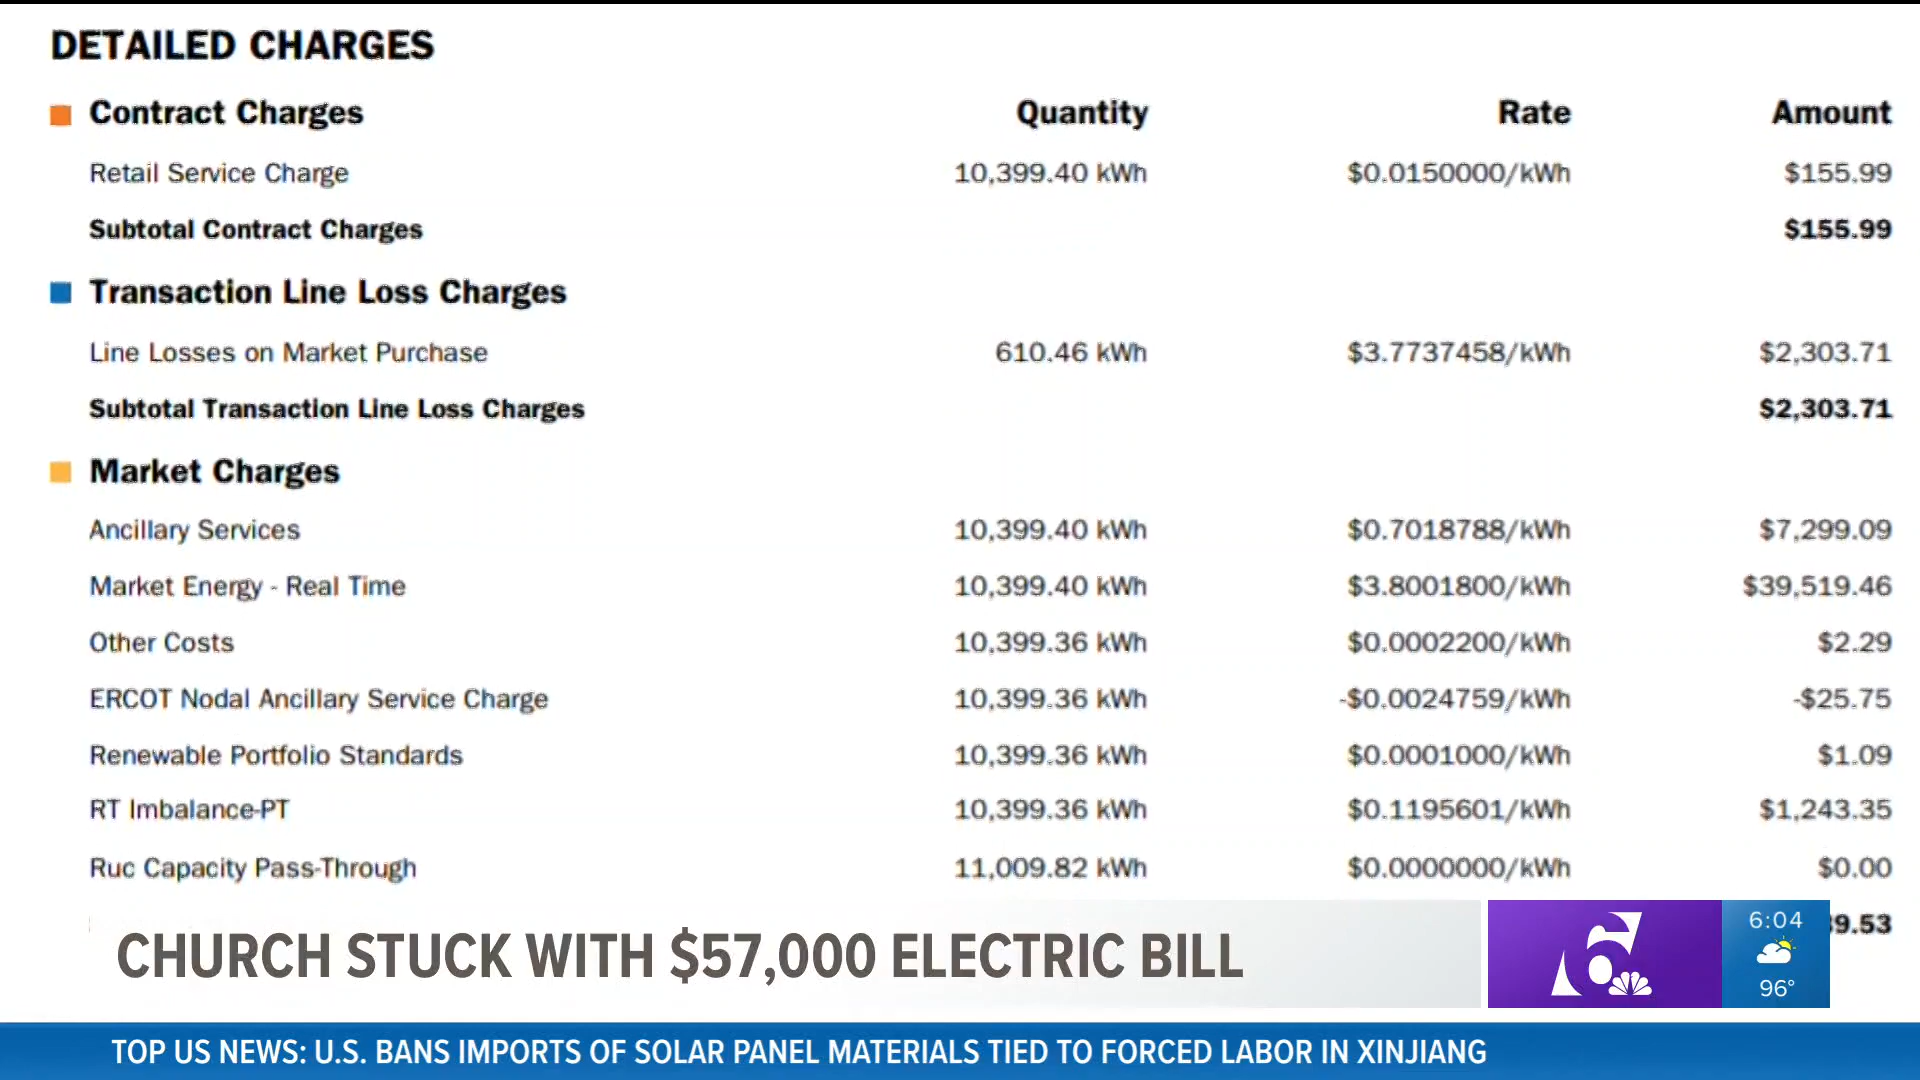 DETAILED CHARGES
Contract Charges Quantity Rate Amount
Retail Service Charge 10,399.40 kWh $0.0150000/kWh $155.99
Subtotal Contract Charges $155.99
Transaction Line Loss Charges
Line Losses on Market Purchase 610.46 kWh $3.7737458/kWh $2,303.71
Subtotal Transaction Line Loss Charges $2,303.71
Market Charges
Ancillary Services 10,399.40 kWh $0.7018788/kWh $7,299.09
Market Energy - Real Time 10,399.40 kWh $3.8001800/kWh $39,519.46
Other Costs 10,399.36 kWh $0.0002200/kWh $2.29
ERCOT Nodal Ancillary Service Charge 10,399.36 kWh -$0.0024759/kWh -$25.75
Renewable Portfolio Standards 10,399.36 kWh $0.0001000/kWh $1.09
RT Imbalance-PT 10,399.36 kWh $0.1195601/kWh $1,243.35
Ruc Capacity Pass-Through 11,009.82 kWh $0.0000000/kWh $0.00
9.53
CHURCH STUCK WITH $57,000 ELECTRIC BILL
6
6:04
96°
TOP US NEWS: U.S. BANS IMPORTS OF SOLAR PANEL MATERIALS TIED TO FORCED LABOR IN XINJIANG